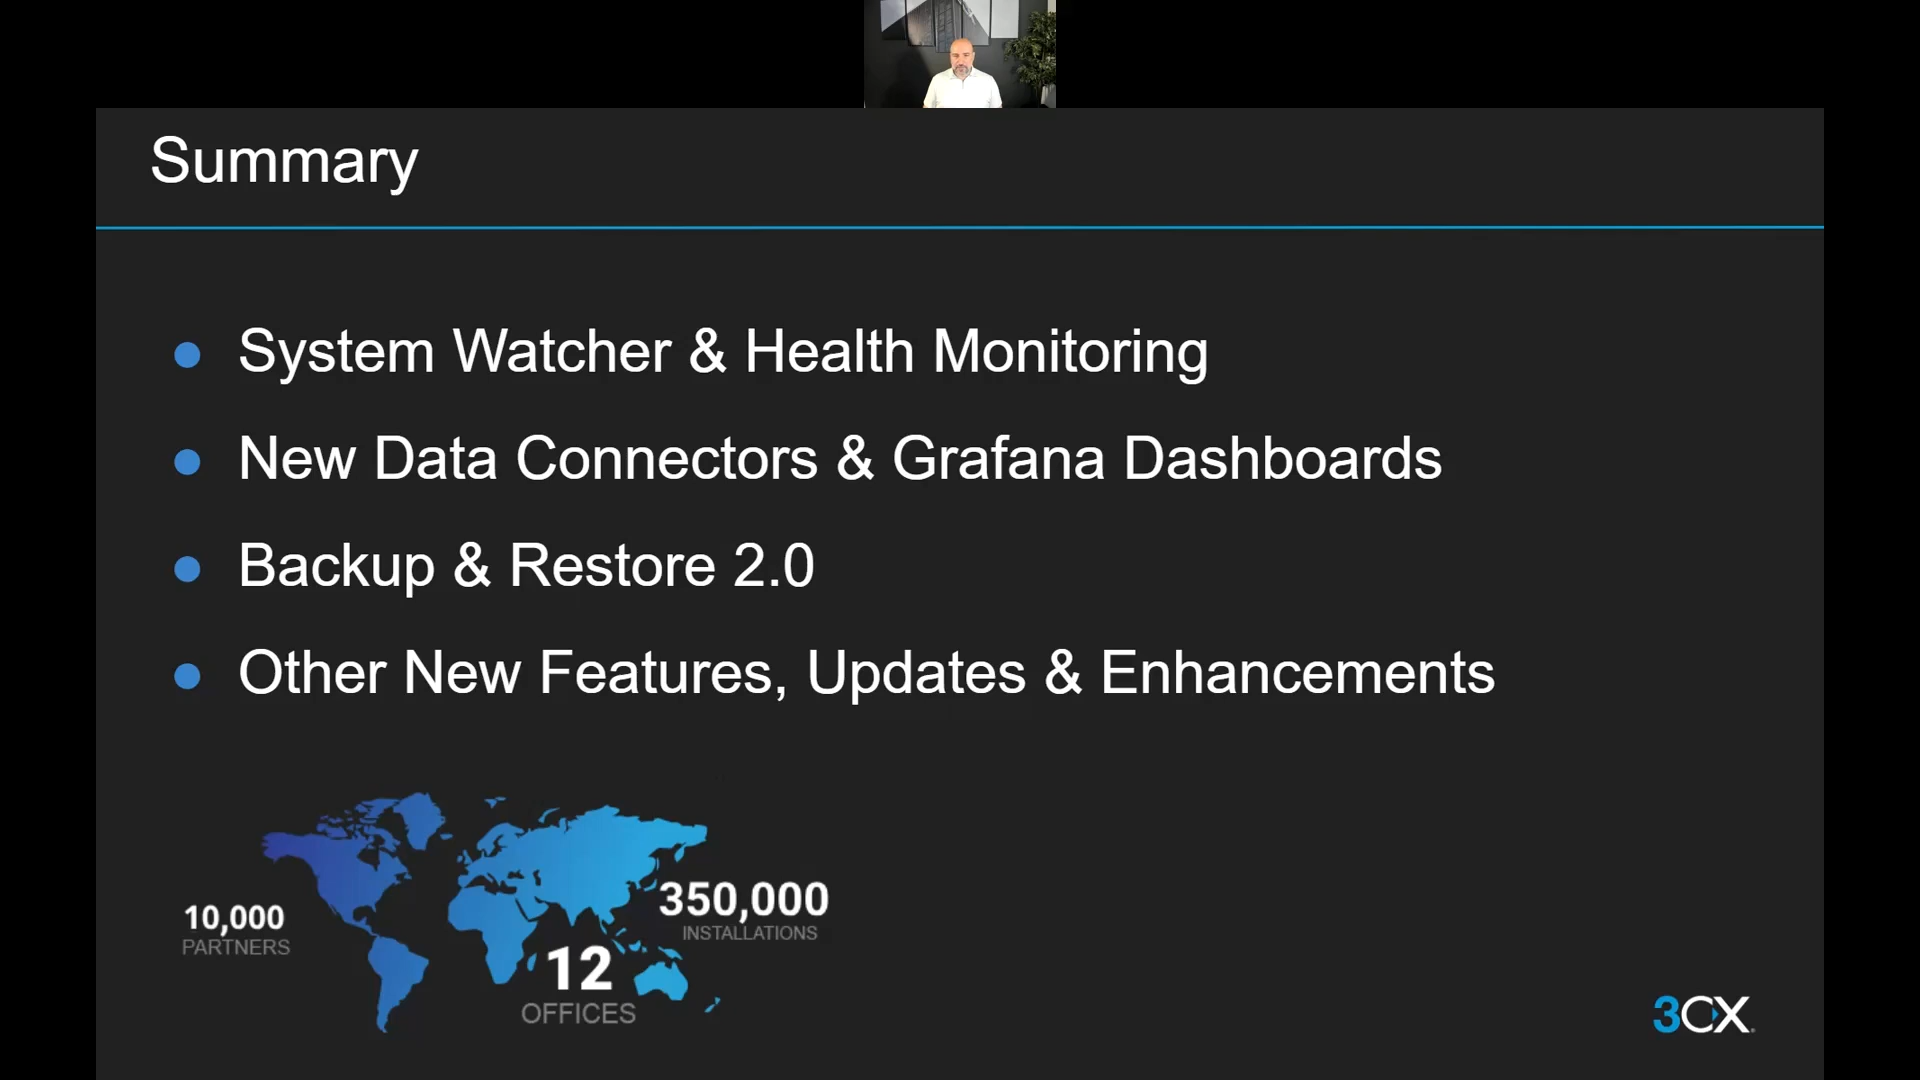 Summary
System Watcher & Health Monitoring
New Data Connectors & Grafana Dashboards
Backup & Restore 2.0
Other New Features, Updates & Enhancements
10,000
PARTNERS
350,000
INSTALLATIONS
12
OFFICES
3CX